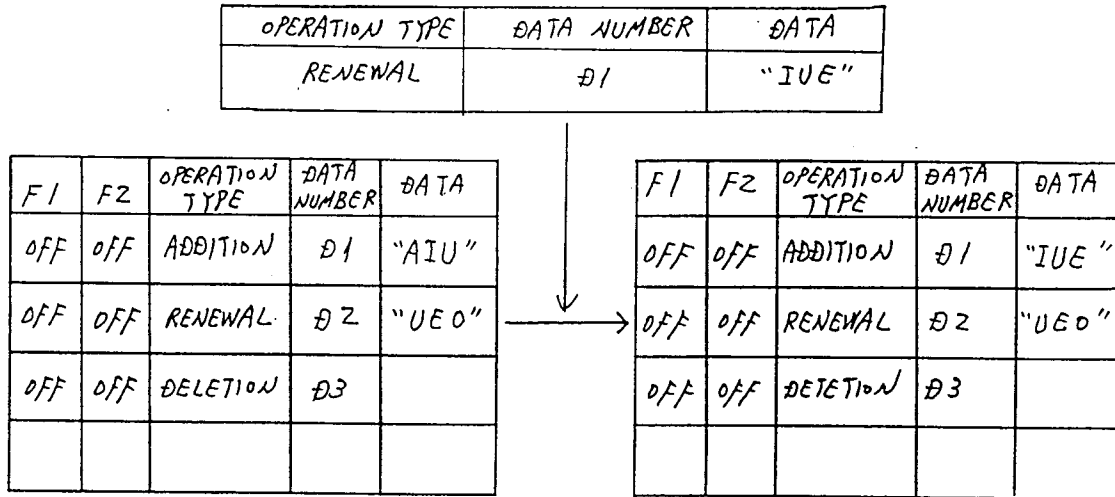 OPERATION TYPE DATA NUMBER DATA
RENEWAL D1 "IUE"
F1 F2 OPERATION TYPE DATA NUMBER DATA
OFF OFF ADDITION D1 "AIU"
OFF OFF RENEWAL D2 "UEO"
OFF OFF DELETION D3
F1 F2 OPERATION TYPE DATA NUMBER DATA
OFF OFF ADDITION D1 "IUE"
OFF OFF RENEWAL D2 "UEO"
OFF OFF DETETION D3